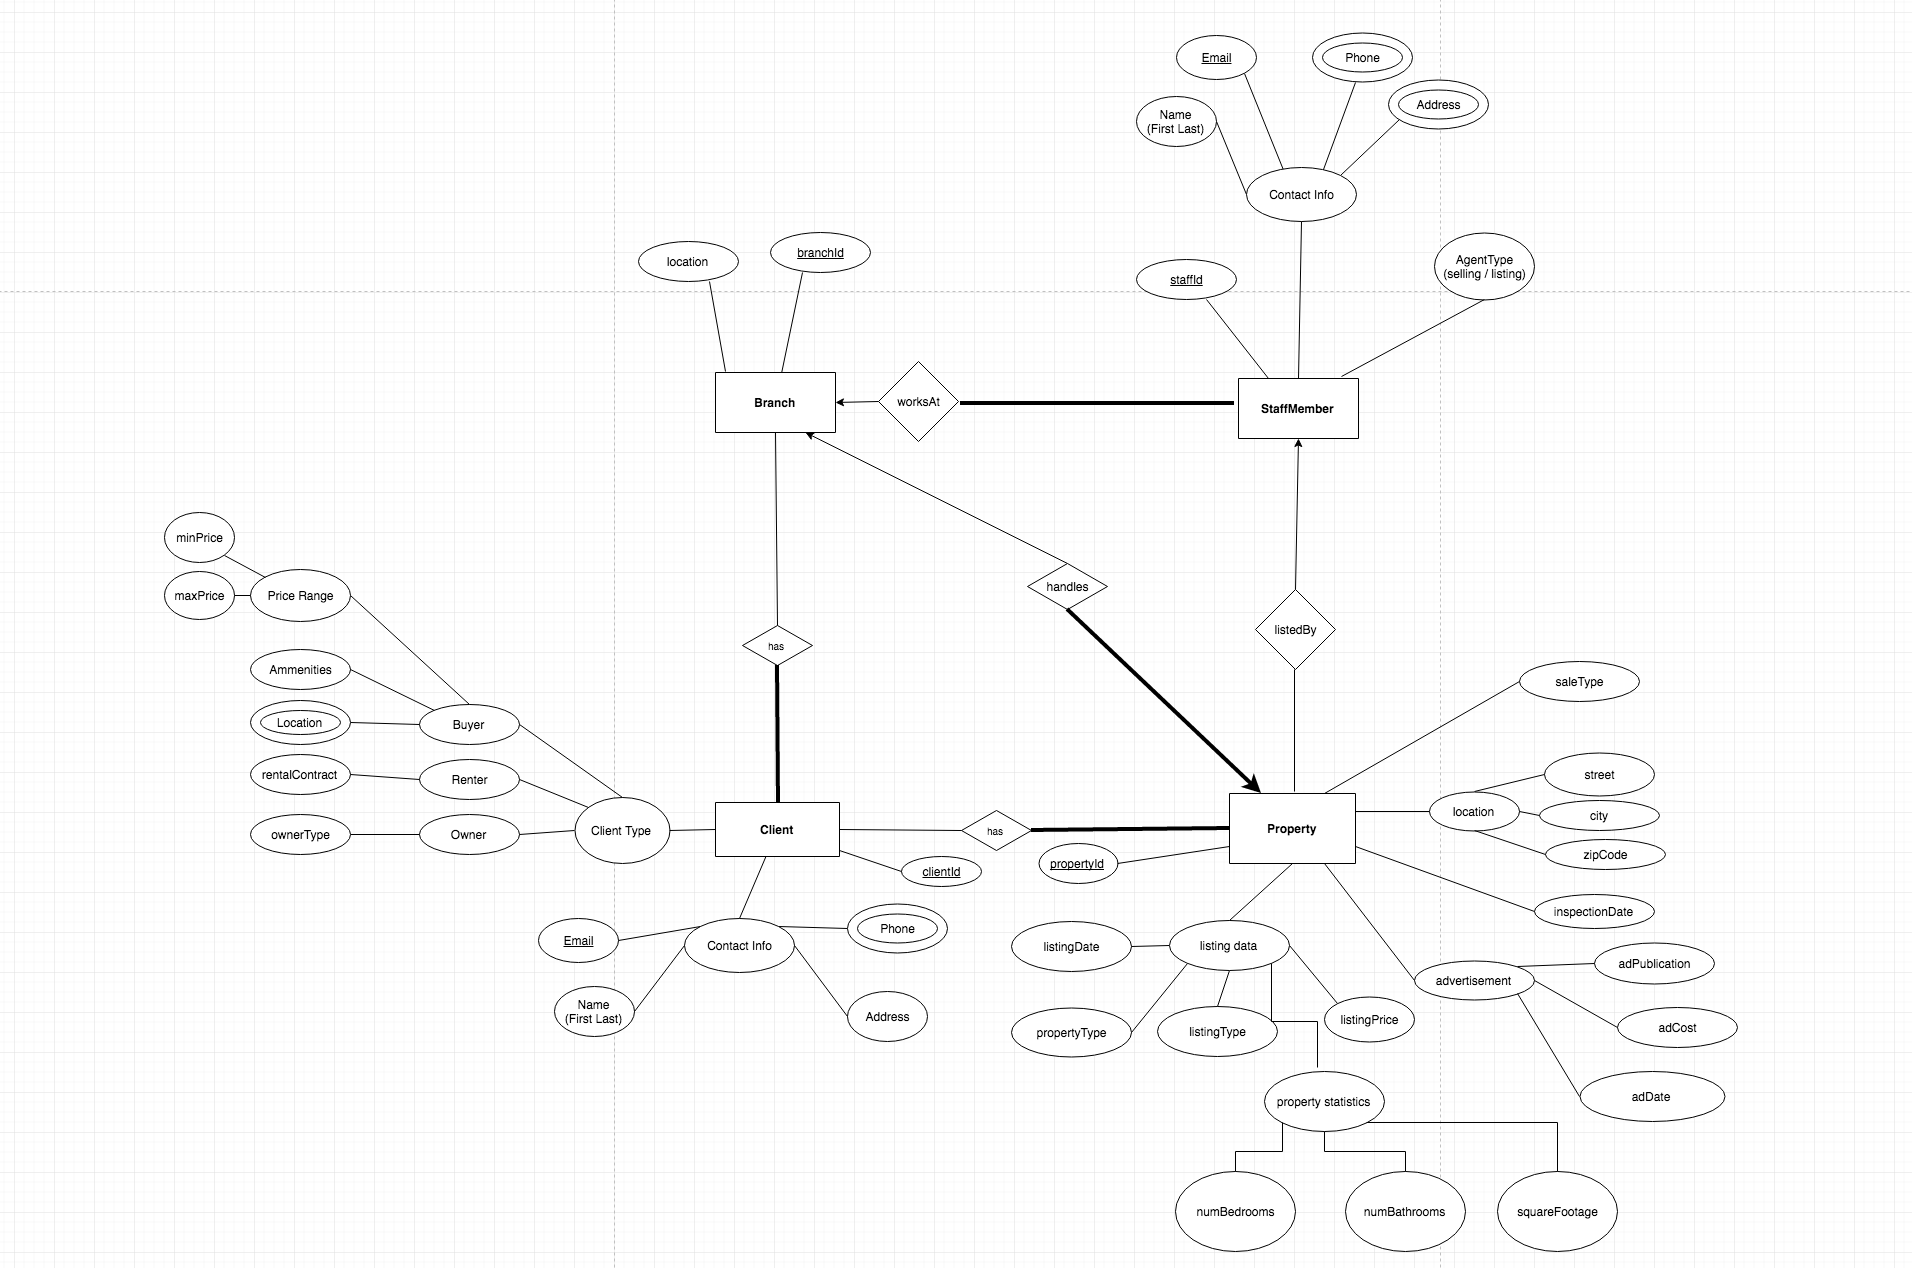 Email
Phone
Address
Name
(First Last)
Contact Info
location
branchId
staffId
AgentType
(selling / listing)
Branch
worksAt
StaffMember
minPrice
maxPrice
Price Range
handles
listedBy
has
Ammenities
Location
Buyer
rentalContract
Renter
ownerType
Owner
Client Type
Client
has
Property
clientId
propertyId
saleType
street
location
city
zipCode
inspectionDate
Email
Contact Info
Phone
Name
(First Last)
Address
listingDate
listing data
propertyType
listingType
listingPrice
advertisement
adPublication
adCost
adDate
property statistics
numBedrooms
numBathrooms
squareFootage